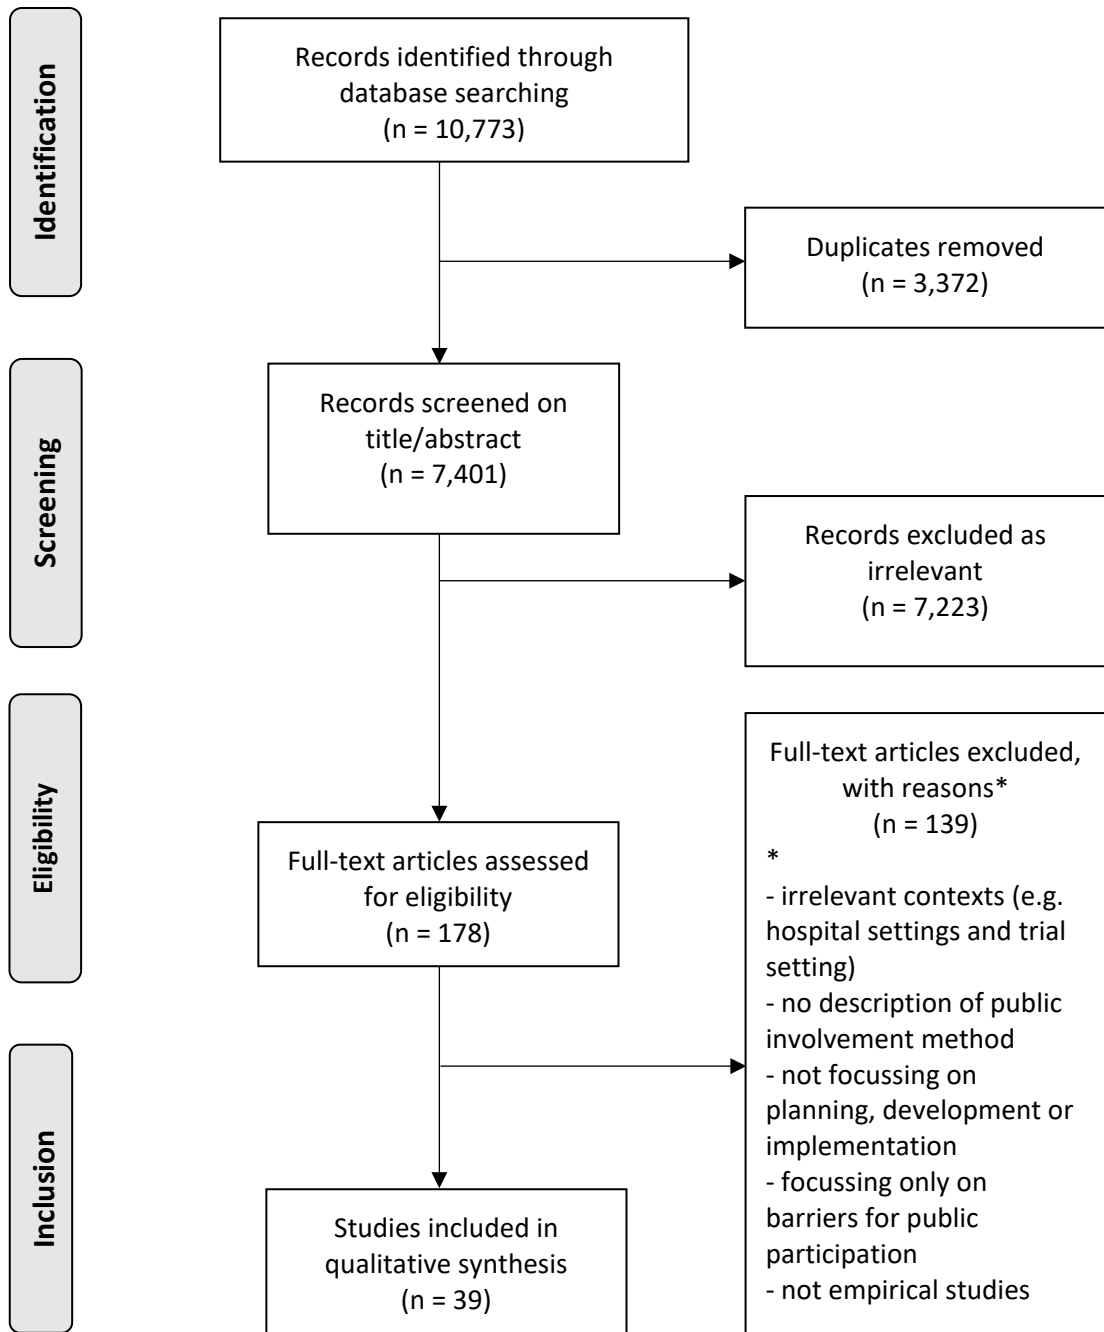 Identification
Records identified through
database searching
(n = 10,773)
Duplicates removed
(n = 3,372)
Screening
Records screened on
title/abstract
(n = 7,401)
Records excluded as
irrelevant
(n = 7,223)
Eligibility
Full-text articles assessed
for eligibility
(n = 178)
Full-text articles excluded,
with reasons*
(n = 139)
*
- irrelevant contexts (e.g.
hospital settings and trial
setting)
- no description of public
involvement method
- not focussing on
planning, development or
implementation
- focussing only on
barriers for public
participation
- not empirical studies
Inclusion
Studies included in
qualitative synthesis
(n = 39)